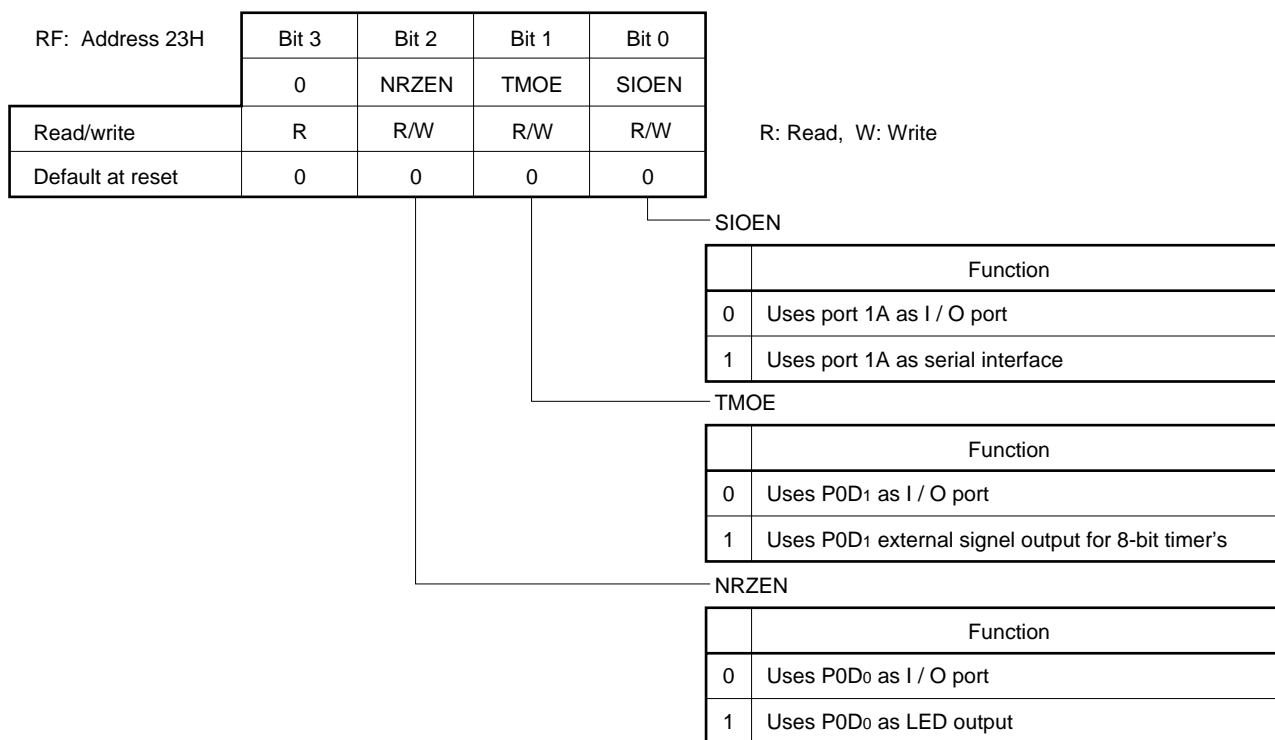 RF: Address 23H Bit 3 Bit 2 Bit 1 Bit 0
0 NRZEN TMOE SIOEN
Read/write R R/W R/W R/W R: Read, W: Write
Default at reset 0 0 0 0
SIOEN
Function
0 Uses port 1A as I / O port
1 Uses port 1A as serial interface
TMOE
Function
0 Uses P0D1 as I / O port
1 Uses P0D1 external signel output for 8-bit timer's
NRZEN
Function
0 Uses P0D0 as I / O port
1 Uses P0D0 as LED output